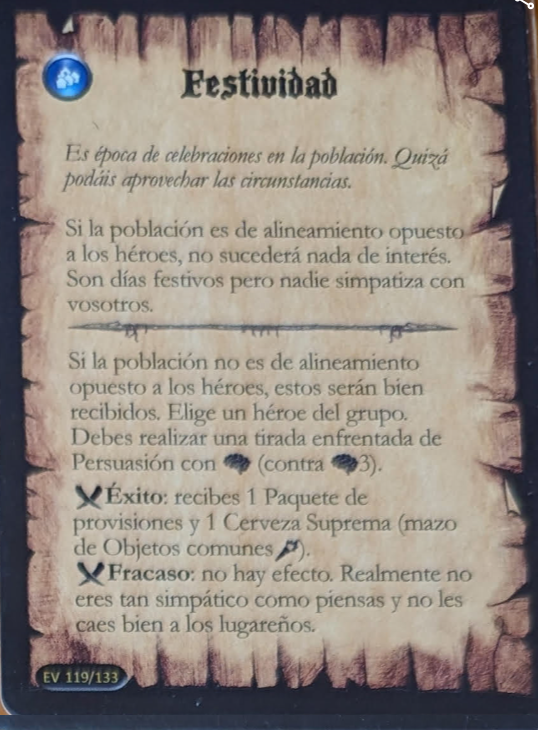 Festividad
Es época de celebraciones en la población. Quizá
podáis aprovechar las circunstancias.
Si la población es de alineamiento opuesto
a los héroes, no sucederá nada de interés.
Son días festivos pero nadie simpatiza con
vosotros.
Si la población no es de alineamiento
opuesto a los héroes, estos serán bien
recibidos. Elige un héroe del grupo.
Debes realizar una tirada enfrentada de
Persuasión con (contra 3).
Éxito: recibes 1 Paquete de
provisiones y 1 Cerveza Suprema (mazo
de Objetos comunes ).
Fracaso: no hay efecto. Realmente no
eres tan simpático como piensas y no les
caes bien a los lugareños.
EV 119/133